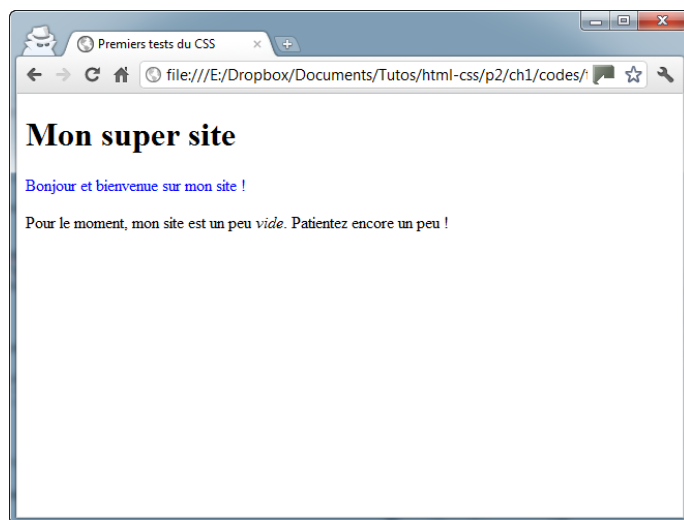 Premiers tests du CSS
file:///E:/Dropbox/Documents/Tutos/html-css/p2/ch1/codes/
Mon super site
Bonjour et bienvenue sur mon site !
Pour le moment, mon site est un peu vide. Patientez encore un peu !